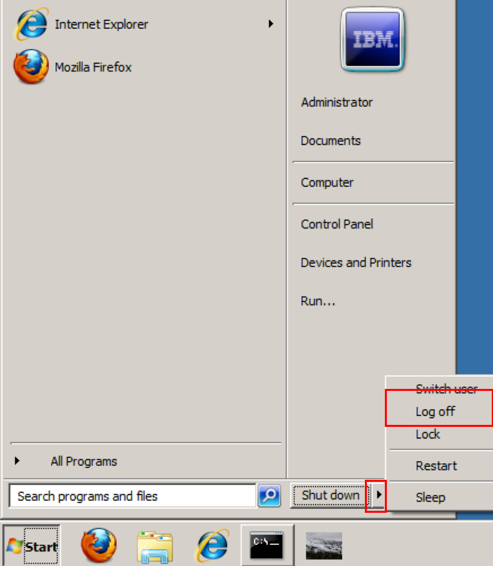 Internet Explorer
Mozilla Firefox
IBM.
Administrator
Documents
Computer
Control Panel
Devices and Printers
Run...
Switch user
Log off
Lock
Restart
Sleep
All Programs
Search programs and files
Shut down
Start
C:\_